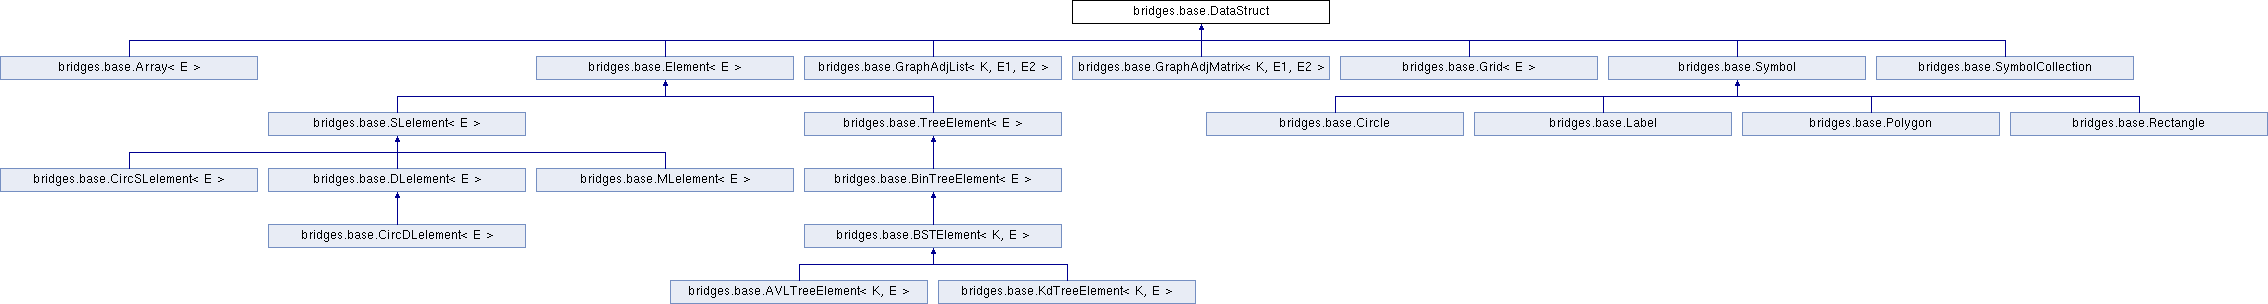 bridges.base.DataStruct
bridges.base.Array< E >
bridges.base.Element< E >
bridges.base.GraphAdjList< K, E1, E2 >
bridges.base.GraphAdjMatrix< K, E1, E2 >
bridges.base.Grid< E >
bridges.base.Symbol
bridges.base.SymbolCollection
bridges.base.SLelement< E >
bridges.base.TreeElement< E >
bridges.base.Circle
bridges.base.Label
bridges.base.Polygon
bridges.base.Rectangle
bridges.base.CircSLelement< E >
bridges.base.DLelement< E >
bridges.base.MLelement< E >
bridges.base.BinTreeElement< E >
bridges.base.CircDLelement< E >
bridges.base.BSTElement< K, E >
bridges.base.AVLTreeElement< K, E >
bridges.base.KdTreeElement< K, E >